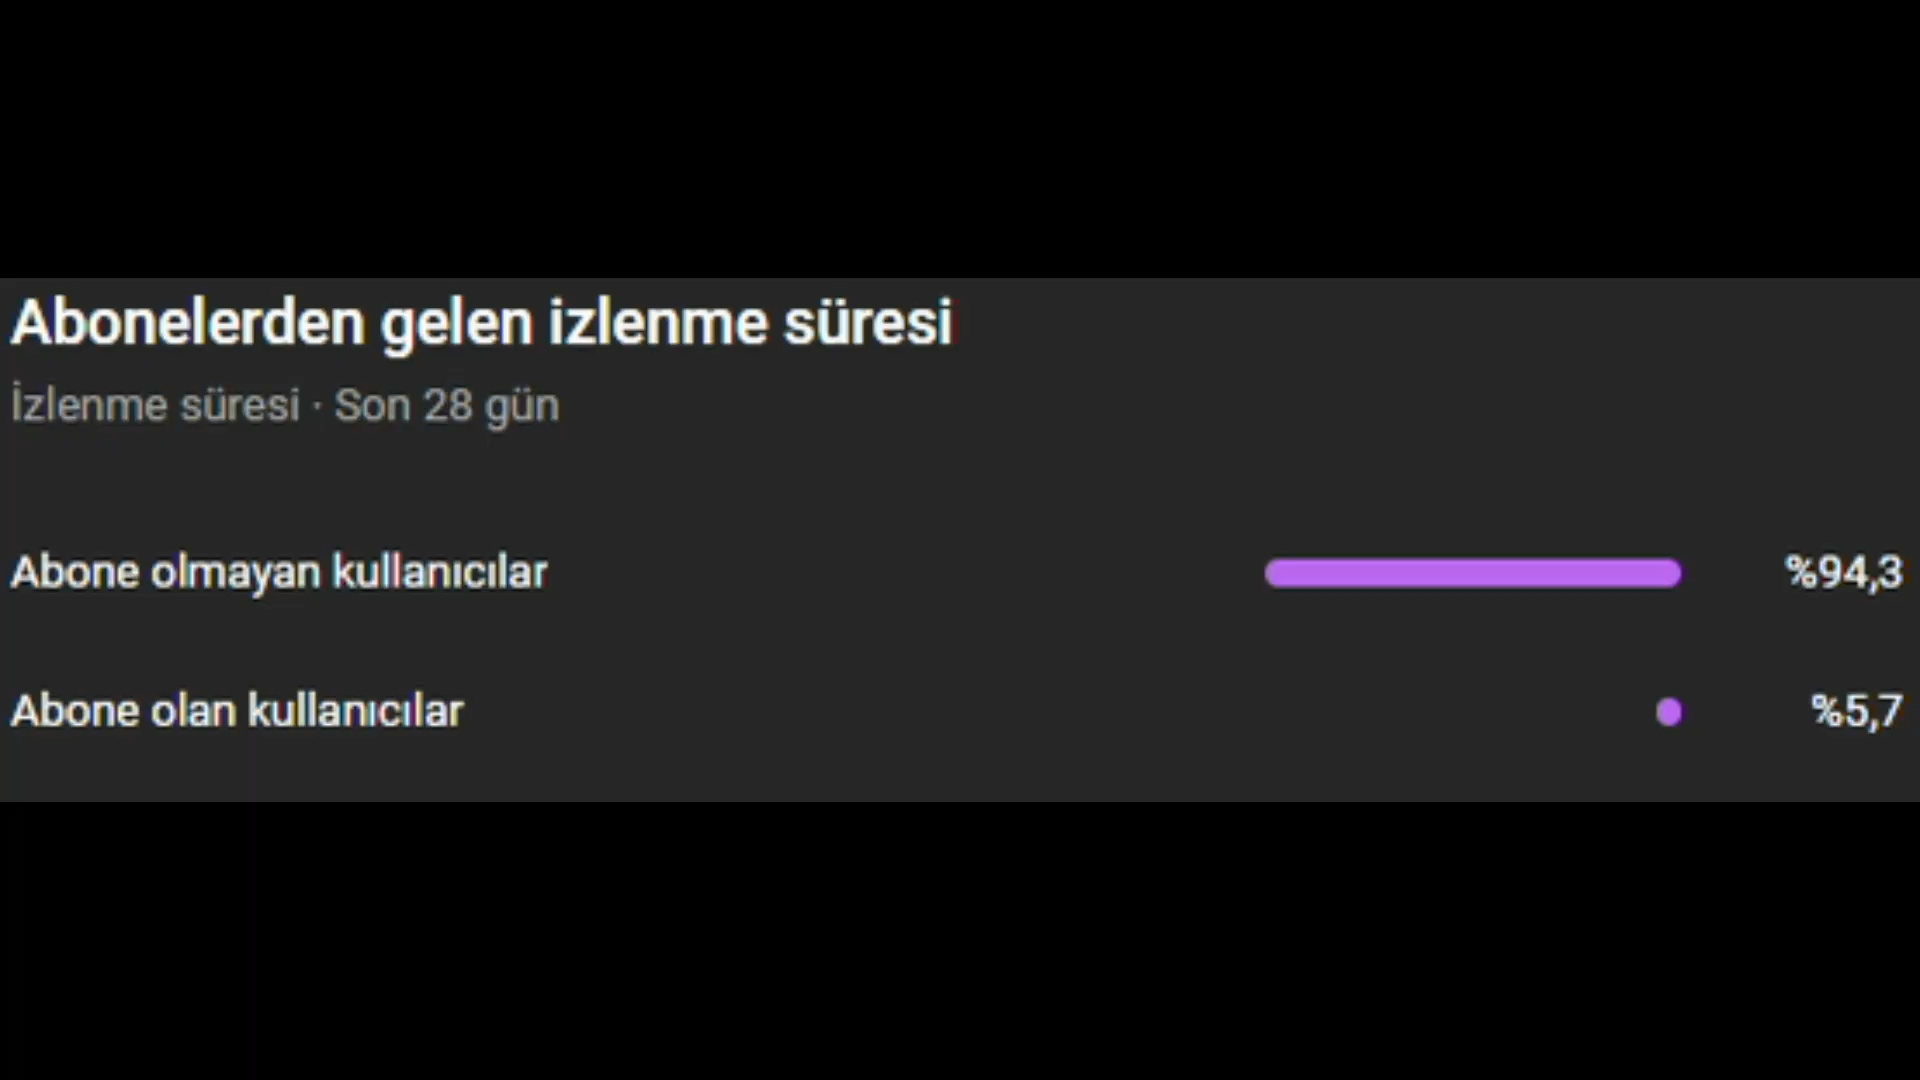 Abonelerden gelen izlenme süresi
İzlenme süresi · Son 28 gün
Abone olmayan kullanıcılar %94,3
Abone olan kullanıcılar %5,7